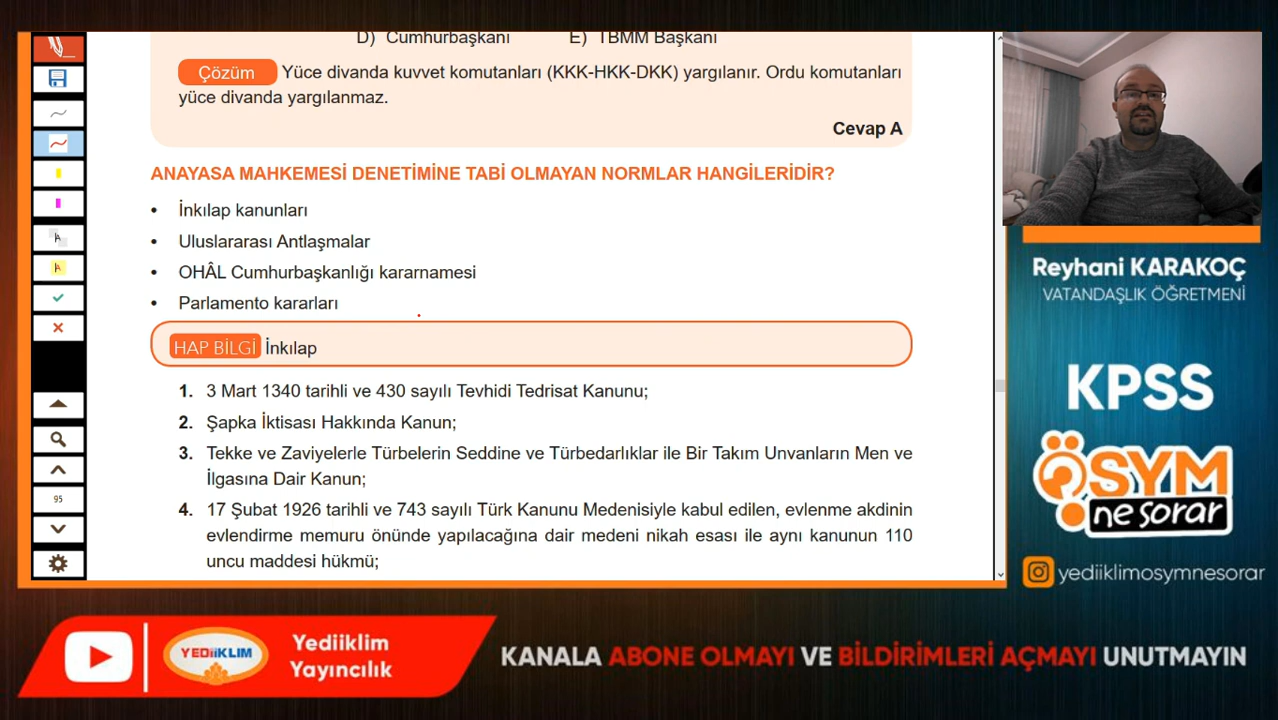 D) Cumhurbaşkanı E) TBMM Başkanı
Çözüm Yüce divanda kuvvet komutanları (KKK-HKK-DKK) yargılanır. Ordu komutanları
yüce divanda yargılanmaz.
Cevap A
ANAYASA MAHKEMESİ DENETİMİNE TABİ OLMAYAN NORMLAR HANGİLERİDİR?
• İnkılap kanunları
• Uluslararası Antlaşmalar
• OHÂL Cumhurbaşkanlığı kararnamesi
• Parlamento kararları
HAP BİLGİ İnkılap
1. 3 Mart 1340 tarihli ve 430 sayılı Tevhidi Tedrisat Kanunu;
2. Şapka İktisası Hakkında Kanun;
3. Tekke ve Zaviyelerle Türbelerin Seddine ve Türbedarlıklar ile Bir Takım Unvanların Men ve
İlgasına Dair Kanun;
4. 17 Şubat 1926 tarihli ve 743 sayılı Türk Kanunu Medenisiyle kabul edilen, evlenme akdinin
evlendirme memuru önünde yapılacağına dair medeni nikah esası ile aynı kanunun 110
uncu maddesi hükmü;
95
Reyhani KARAKOÇ
VATANDAŞLIK ÖĞRETMENİ
KPSS
ÖSYM
ne sorar
yediiklimosymnesorar
YEDİİKLİM
Yediiklim
Yayıncılık
KANALA ABONE OLMAYI VE BİLDİRİMLERİ AÇMAYI UNUTMAYIN